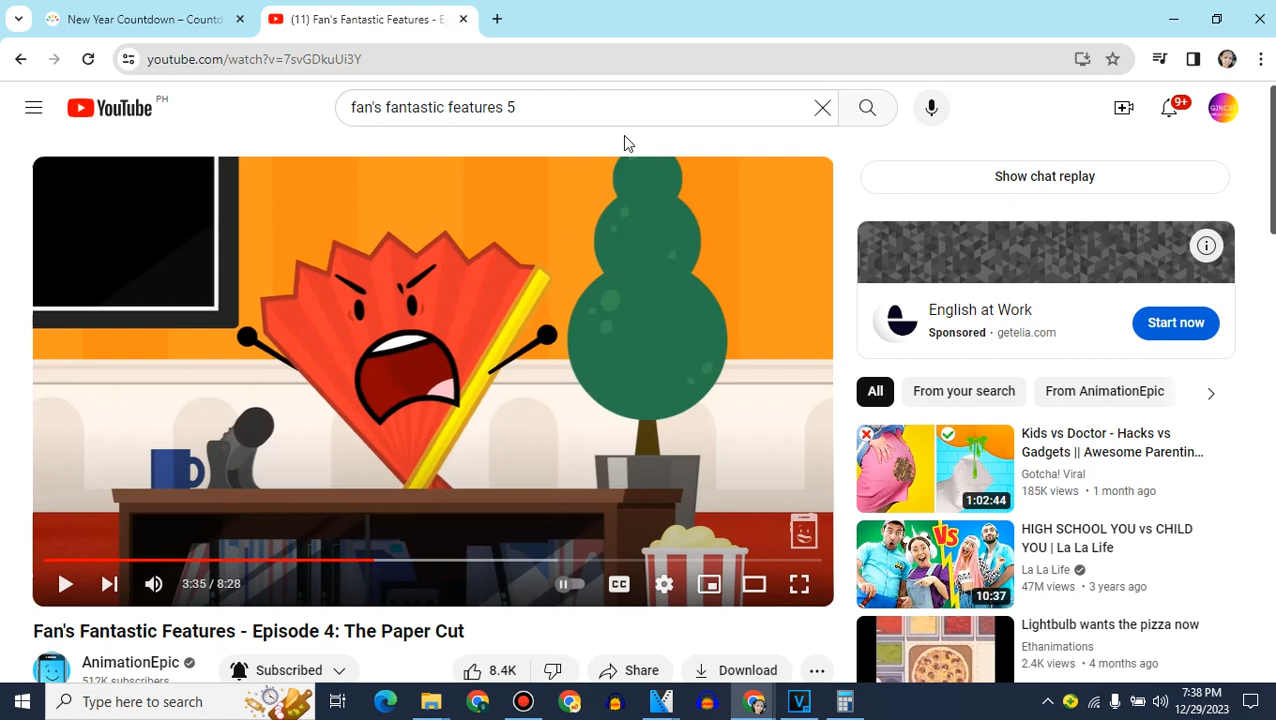 New Year Countdown – Countd
(11) Fan's Fantastic Features - E
youtube.com/watch?v=7svGDkuUi3Y
YouTube PH
fan's fantastic features 5
9+
GJNC2
Show chat replay
English at Work
Sponsored · getelia.com
Start now
All
From your search
From AnimationEpic
Kids vs Doctor - Hacks vs
Gadgets || Awesome Parentin...
Gotcha! Viral
185K views • 1 month ago
1:02:44
VS
HIGH SCHOOL YOU vs CHILD
YOU | La La Life
La La Life
47M views • 3 years ago
10:37
Lightbulb wants the pizza now
Ethanimations
2.4K views • 4 months ago
3:35 / 8:28
CC
Fan's Fantastic Features - Episode 4: The Paper Cut
AnimationEpic
512K subscribers
Subscribed
8.4K
Share
Download
Type here to search
7:38 PM
12/29/2023